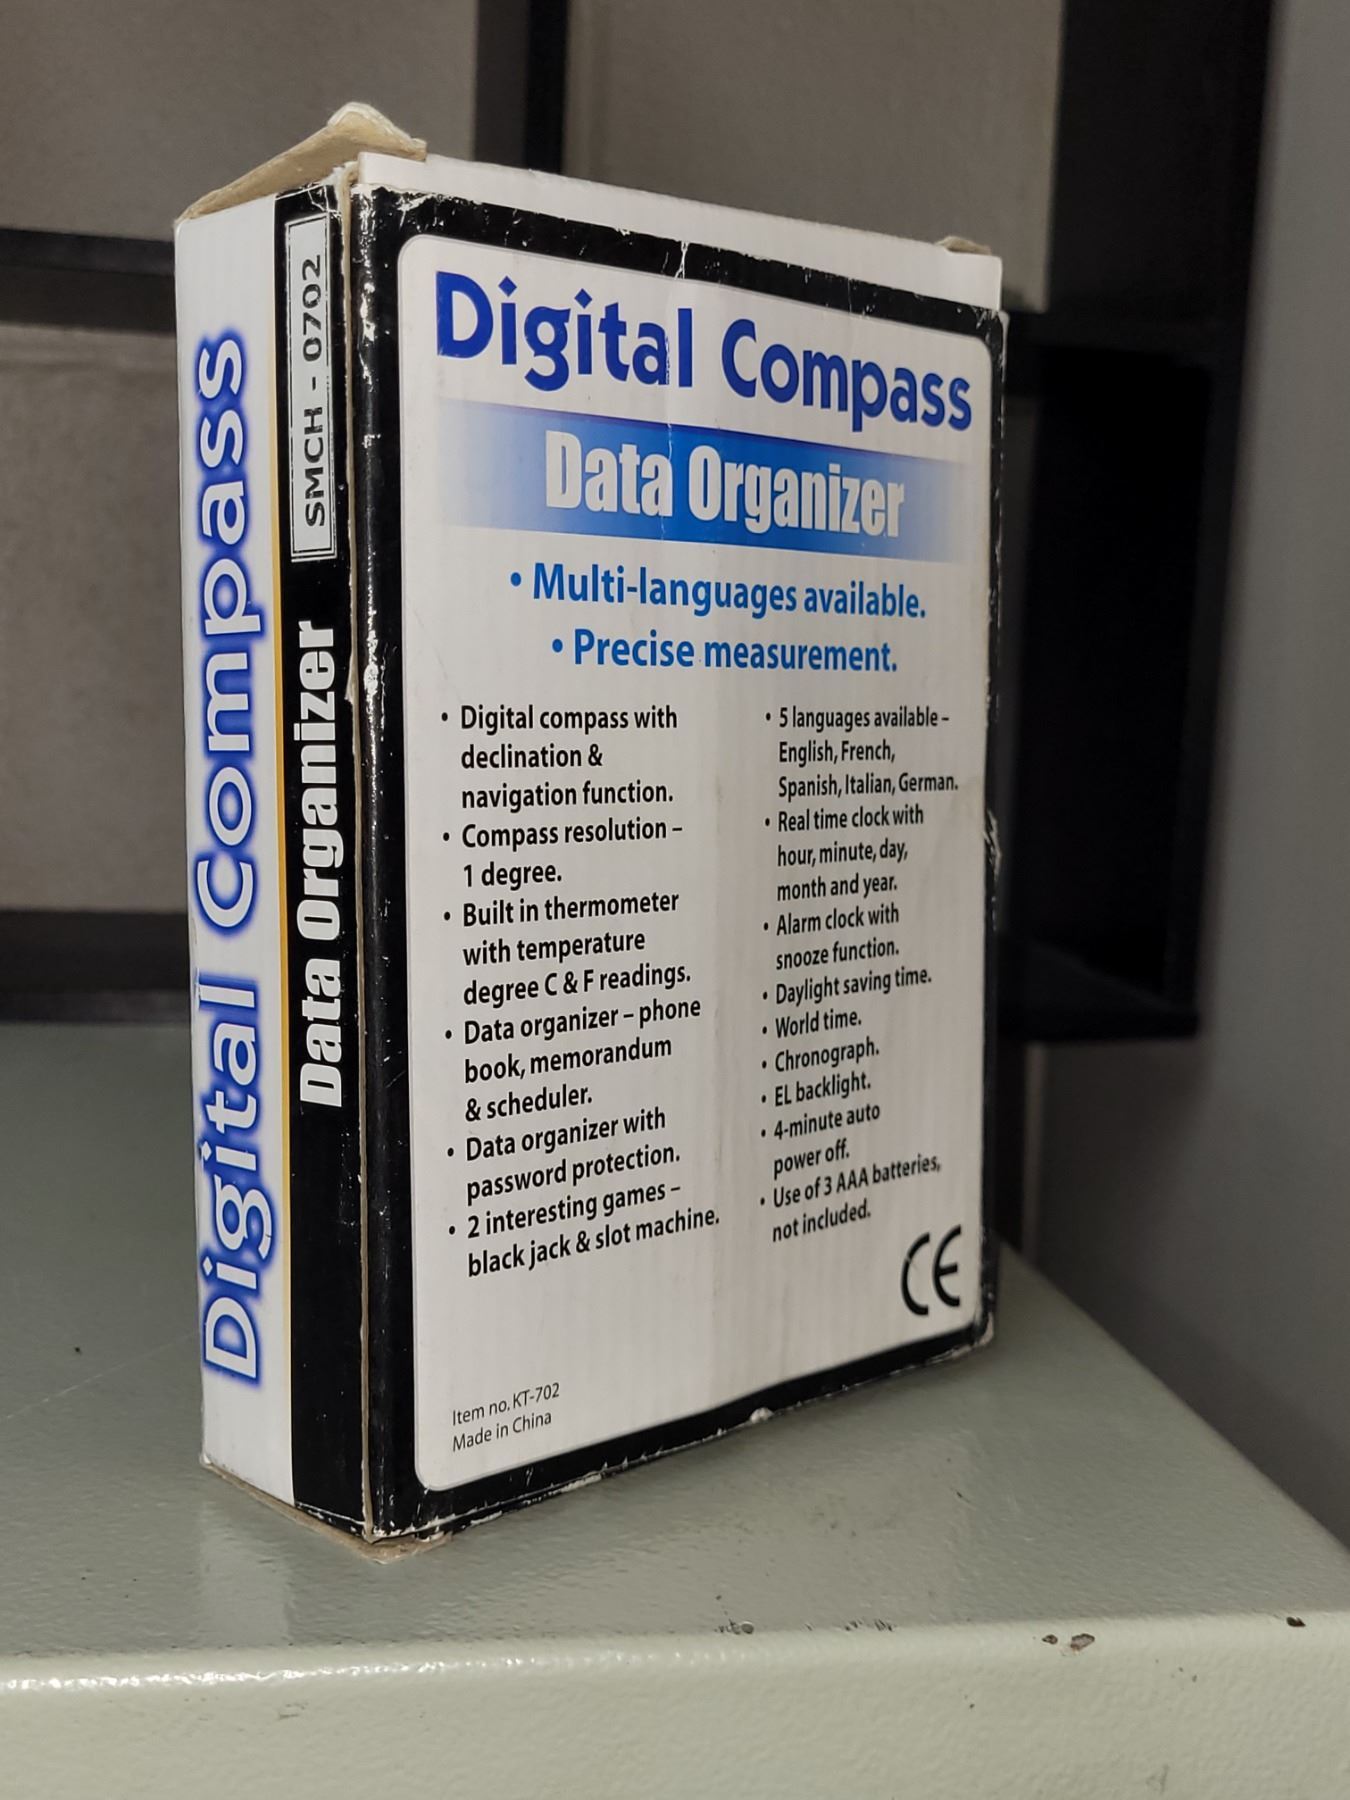 Digital Compass
Data Organizer
SMCH - 0702
Digital Compass
Data Organizer
• Multi-languages available.
• Precise measurement.
• Digital compass with
declination &
navigation function.
• Compass resolution –
1 degree.
• Built in thermometer
with temperature
degree C & F readings.
• Data organizer – phone
book, memorandum
& scheduler.
• Data organizer with
password protection.
• 2 interesting games –
black jack & slot machine.
• 5 languages available –
English, French,
Spanish, Italian, German.
• Real time clock with
hour, minute, day,
month and year.
• Alarm clock with
snooze function.
• Daylight saving time.
• World time.
• Chronograph.
• EL backlight.
• 4-minute auto
power off.
• Use of 3 AAA batteries,
not included.
CE
Item no. KT-702
Made in China